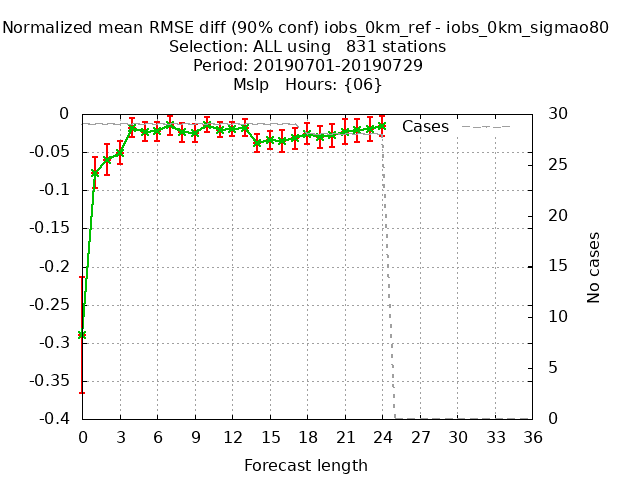 Normalized mean RMSE diff (90% conf) iobs_0km_ref - iobs_0km_sigmao80
Selection: ALL using   831 stations
Period: 20190701-20190729
Mslp   Hours: {06}
0
-0.05
-0.1
-0.15
-0.2
-0.25
-0.3
-0.35
-0.4
Cases
30
25
20
15
10
5
0
No cases
0 3 6 9 12 15 18 21 24 27 30 33 36
Forecast length